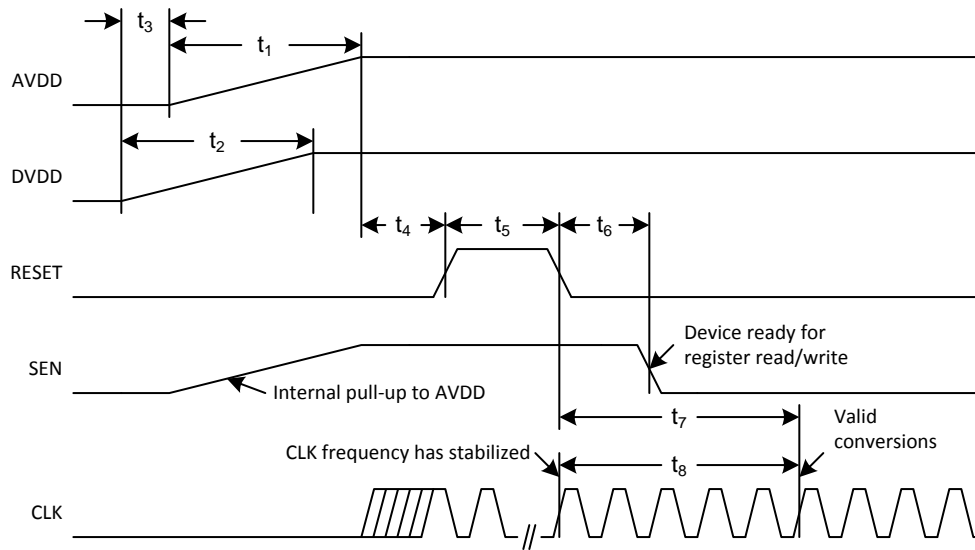 t3
t1
AVDD
t2
DVDD
t4
t5
t6
RESET
Device ready for
register read/write
SEN
Internal pull-up to AVDD
t7
Valid
conversions
CLK frequency has stabilized
t8
CLK
//